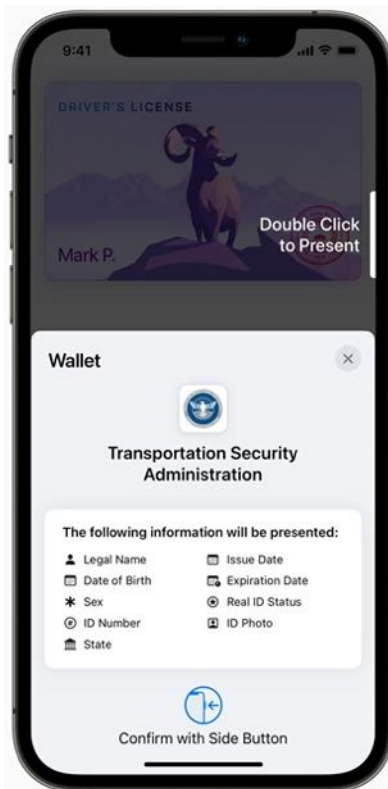 9:41
DRIVER'S LICENSE
Double Click
to Present
Mark P.
Wallet
Transportation Security
Administration
The following information will be presented:
Legal Name
Issue Date
Date of Birth
Expiration Date
Sex
Real ID Status
ID Number
ID Photo
State
Confirm with Side Button